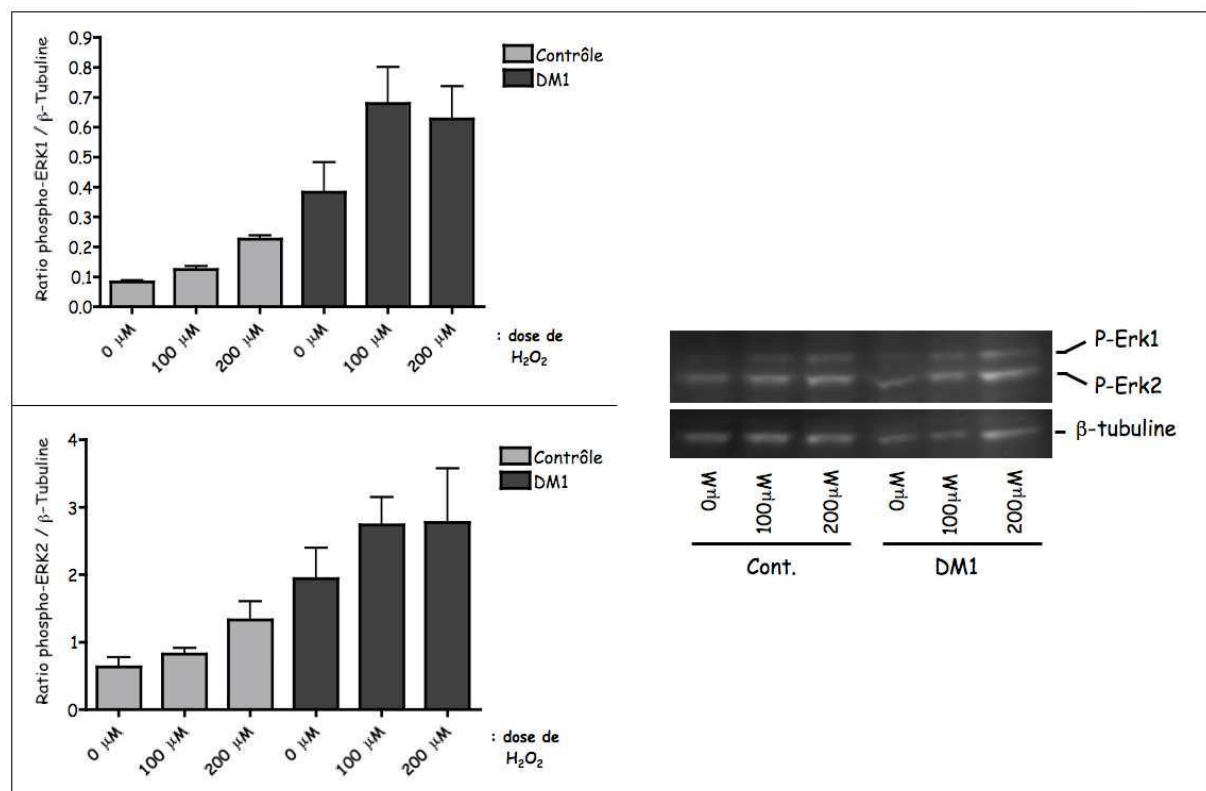 Ratio phospho-ERK1 / β-Tubuline
0.9
0.8
0.7
0.6
0.5
0.4
0.3
0.2
0.1
0.0
Contrôle
DM1
0 µM
100 µM
200 µM
0 µM
100 µM
200 µM
: dose de
H₂O₂
Ratio phospho-ERK2 / β-Tubuline
4
3
2
1
0
Contrôle
DM1
0 µM
100 µM
200 µM
0 µM
100 µM
200 µM
: dose de
H₂O₂
P-Erk1
P-Erk2
β-tubuline
0µM
100µM
200µM
0µM
100µM
200µM
Cont.
DM1